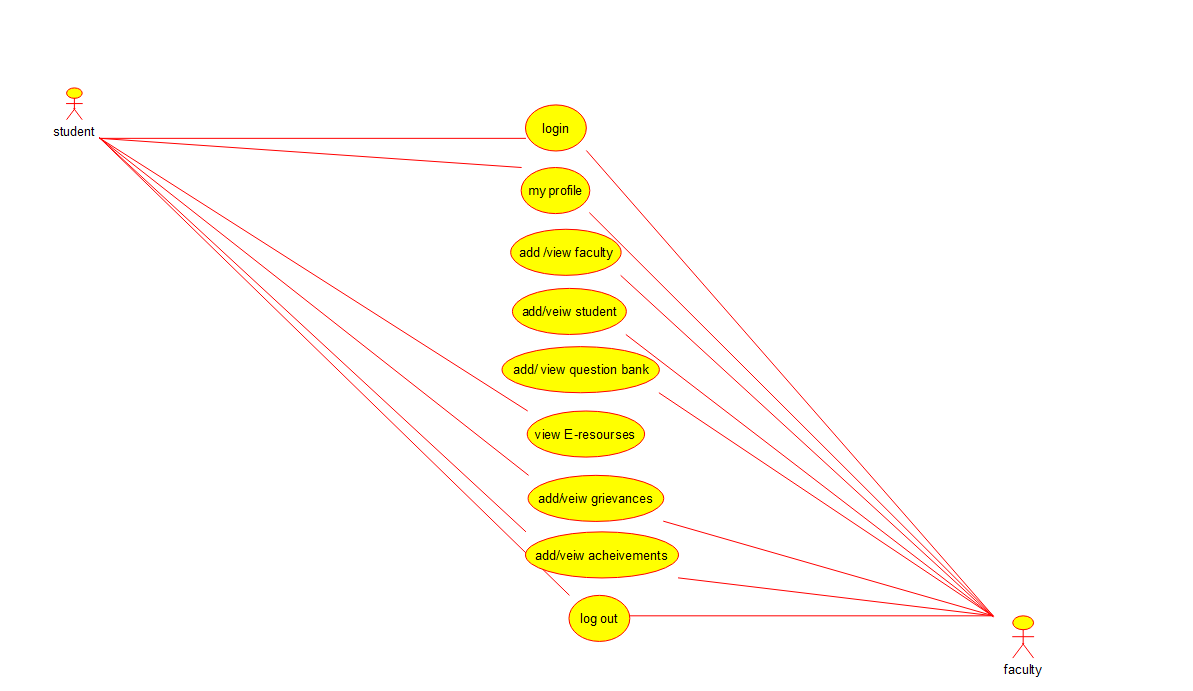 student
login
my profile
add /view faculty
add/veiw student
add/ view question bank
view E-resourses
add/veiw grievances
add/veiw acheivements
log out
faculty